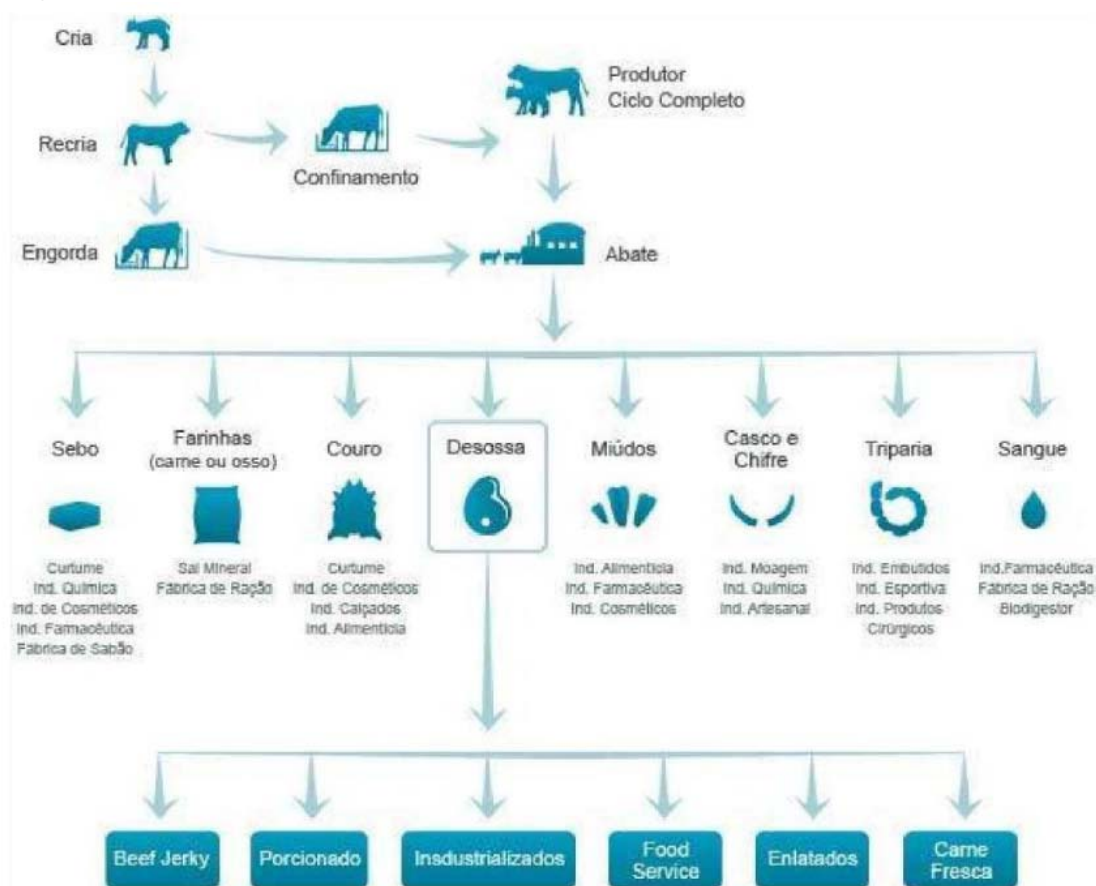 Cria
Produtor
Ciclo Completo
Recria
Confinamento
Engorda
Abate
Sebo
Farinhas
(carne ou osso)
Couro
Desossa
Miúdos
Casco e
Chifre
Triparia
Sangue
Curtume
Ind. Química
Ind. de Cosméticos
Ind. Farmacêutica
Fábrica de Sabão
Sal Mineral
Fábrica de Ração
Curtume
Ind. de Cosméticos
Ind. Calçados
Ind. Alimentícia
Ind. Alimentícia
Ind. Farmacêutica
Ind. Cosméticos
Ind. Moagem
Ind. Química
Ind. Artesanal
Ind. Embutidos
Ind. Esportiva
Ind. Produtos
Cirúrgicos
Ind.Farmacêutica
Fábrica de Ração
Biodigestor
Beef Jerky
Porcionado
Insdustrializados
Food
Service
Enlatados
Carne
Fresca